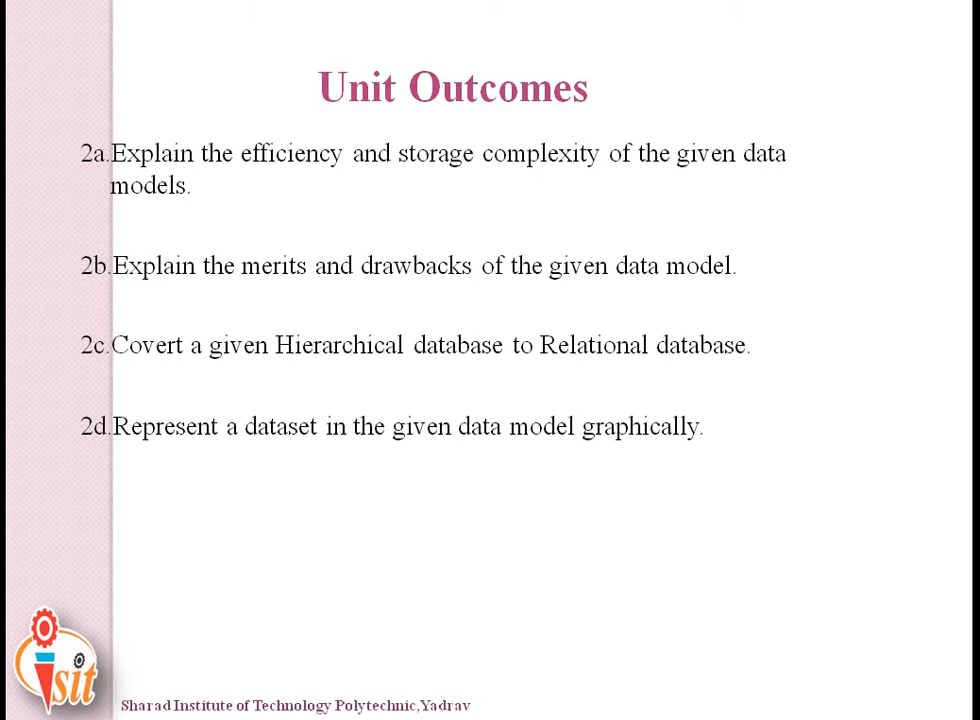 Unit Outcomes
2a.Explain the efficiency and storage complexity of the given data
models.
2b.Explain the merits and drawbacks of the given data model.
2c.Covert a given Hierarchical database to Relational database.
2d.Represent a dataset in the given data model graphically.
sit
Sharad Institute of Technology Polytechnic,Yadrav